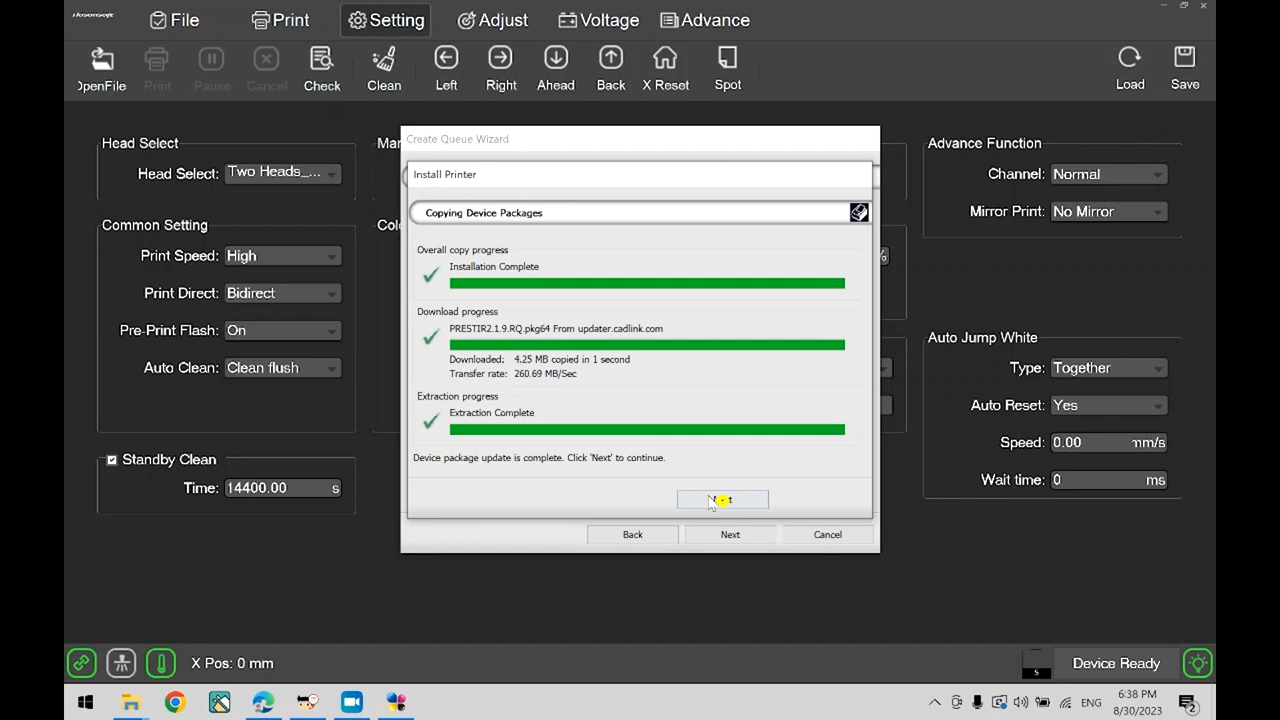 Hosonsoft
File
Print
Setting
Adjust
Voltage
Advance
OpenFile
Print
Pause
Cancel
Check
Clean
Left
Right
Ahead
Back
X Reset
Spot
Load
Save
Head Select
Head Select: Two Heads_...
Common Setting
Print Speed: High
Print Direct: Bidirect
Pre-Print Flash: On
Auto Clean: Clean flush
Standby Clean
Time: 14400.00 s
Create Queue Wizard
Install Printer
Copying Device Packages
Overall copy progress
Installation Complete
Download progress
PRESTIR2.1.9.RQ.pkg64 From updater.cadlink.com
Downloaded: 4.25 MB copied in 1 second
Transfer rate: 260.69 MB/Sec
Extraction progress
Extraction Complete
Device package update is complete. Click 'Next' to continue.
Back
Next
Cancel
%
Advance Function
Channel: Normal
Mirror Print: No Mirror
Auto Jump White
Type: Together
Auto Reset: Yes
Speed: 0.00 mm/s
Wait time: 0 ms
X Pos: 0 mm
S
Device Ready
ENG
6:38 PM
8/30/2023
2